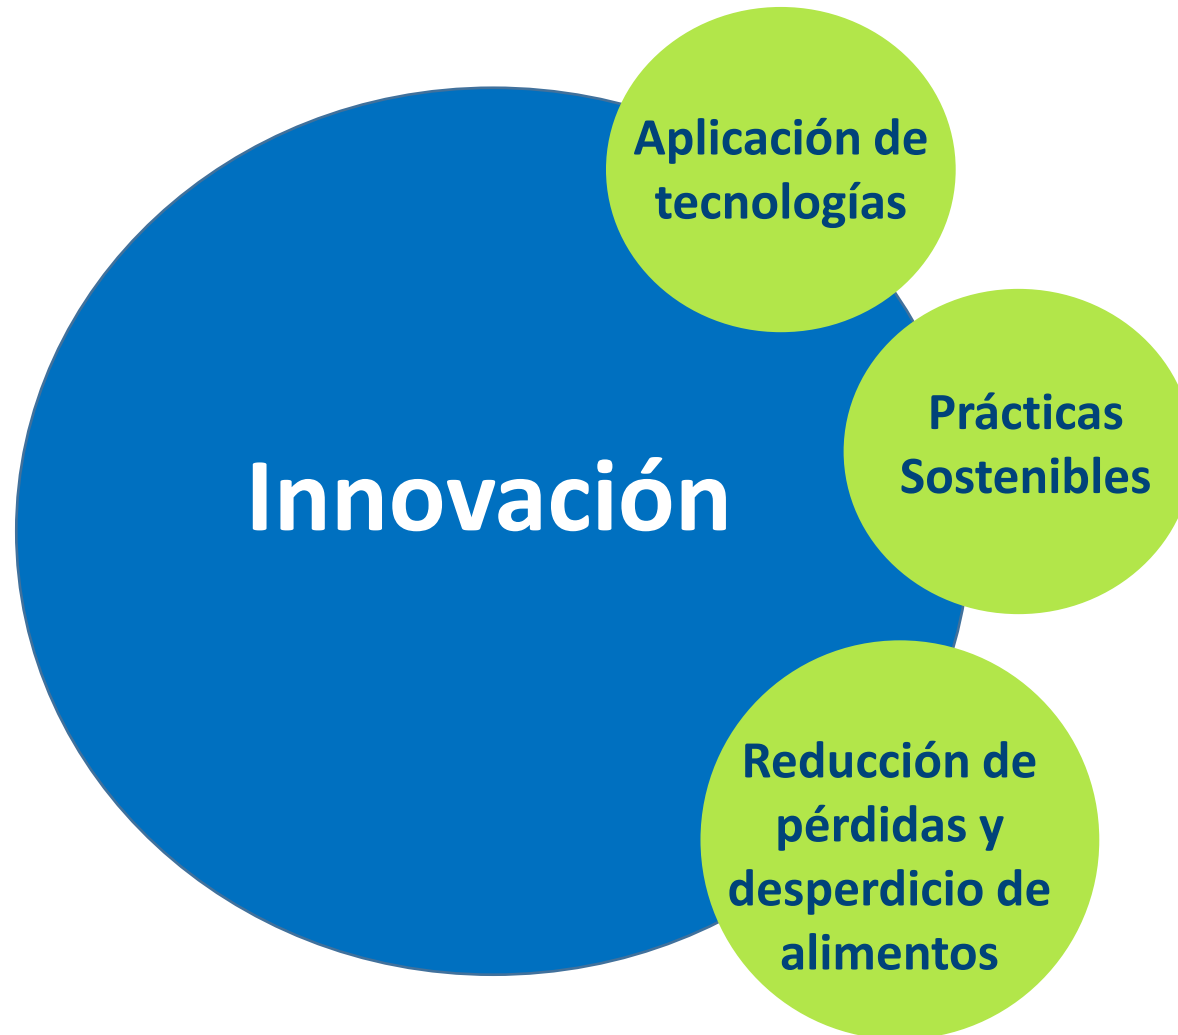 Aplicación de
tecnologías
Prácticas
Sostenibles
Innovación
Reducción de
pérdidas y
desperdicio de
alimentos